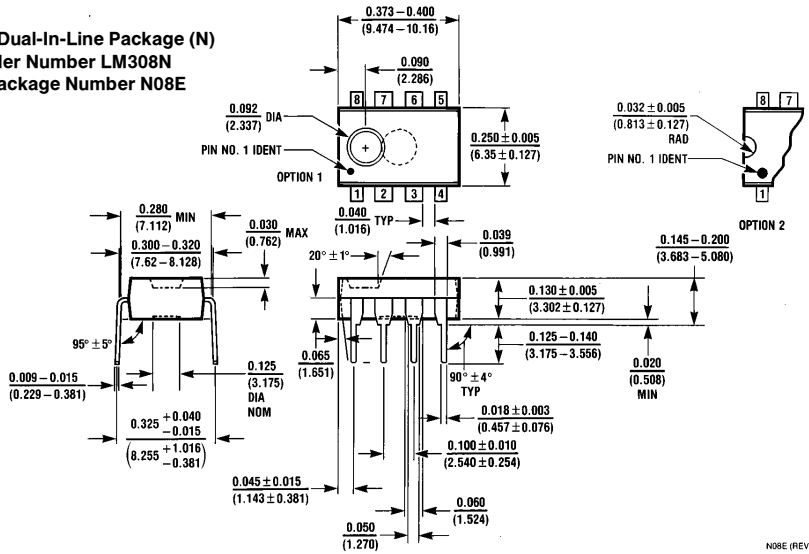 Dual-In-Line Package (N)
er Number LM308N
ackage Number N08E
0.373 – 0.400
(9.474 – 10.16)
0.090
(2.286)
8 7 6 5
0.092
(2.337) DIA
PIN NO. 1 IDENT
OPTION 1
+
0.250 ± 0.005
(6.35 ± 0.127)
1 2 3 4
0.032 ± 0.005
(0.813 ± 0.127)
RAD
PIN NO. 1 IDENT
8 7
1
OPTION 2
0.280
(7.112) MIN
0.300 – 0.320
(7.62 – 8.128)
0.030
(0.762) MAX
0.040
(1.016) TYP
0.039
(0.991)
20° ± 1°
0.145 – 0.200
(3.683 – 5.080)
0.130 ± 0.005
(3.302 ± 0.127)
0.125 – 0.140
(3.175 – 3.556)
0.020
(0.508)
MIN
95° ± 5°
0.009 – 0.015
(0.229 – 0.381)
0.125
(3.175)
DIA
NOM
0.065
(1.651)
90° ± 4°
TYP
0.018 ± 0.003
(0.457 ± 0.076)
0.325 +0.040 −0.015
(8.255 +1.016 −0.381)
0.100 ± 0.010
(2.540 ± 0.254)
0.045 ± 0.015
(1.143 ± 0.381)
0.060
(1.524)
0.050
(1.270)
N08E (REV